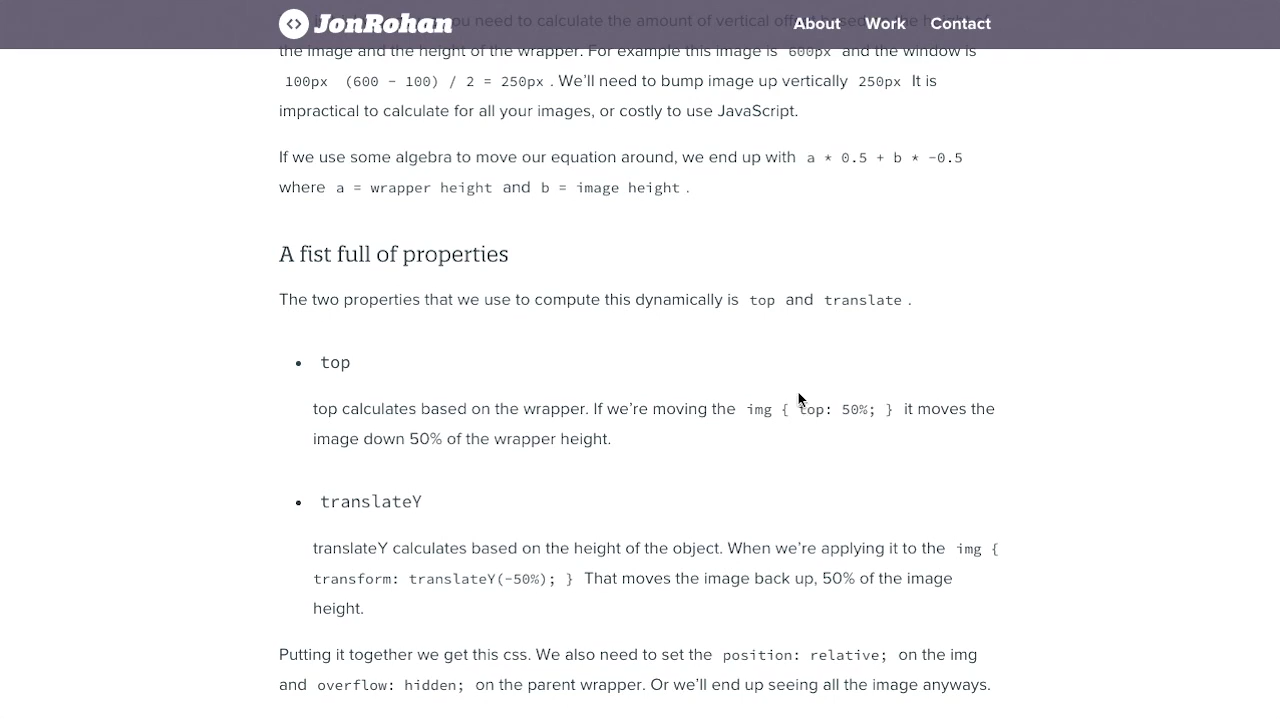 JonRohan
About
Work
Contact
you need to calculate the amount of vertical
the image and the height of the wrapper. For example this image is 600px and the window is
100px (600 - 100) / 2 = 250px . We’ll need to bump image up vertically 250px It is
impractical to calculate for all your images, or costly to use JavaScript.
If we use some algebra to move our equation around, we end up with a * 0.5 + b * -0.5
where a = wrapper height and b = image height .
A fist full of properties
The two properties that we use to compute this dynamically is top and translate .
• top
top calculates based on the wrapper. If we’re moving the img { top: 50%; } it moves the
image down 50% of the wrapper height.
• translateY
translateY calculates based on the height of the object. When we’re applying it to the img {
transform: translateY(-50%); } That moves the image back up, 50% of the image
height.
Putting it together we get this css. We also need to set the position: relative; on the img
and overflow: hidden; on the parent wrapper. Or we’ll end up seeing all the image anyways.